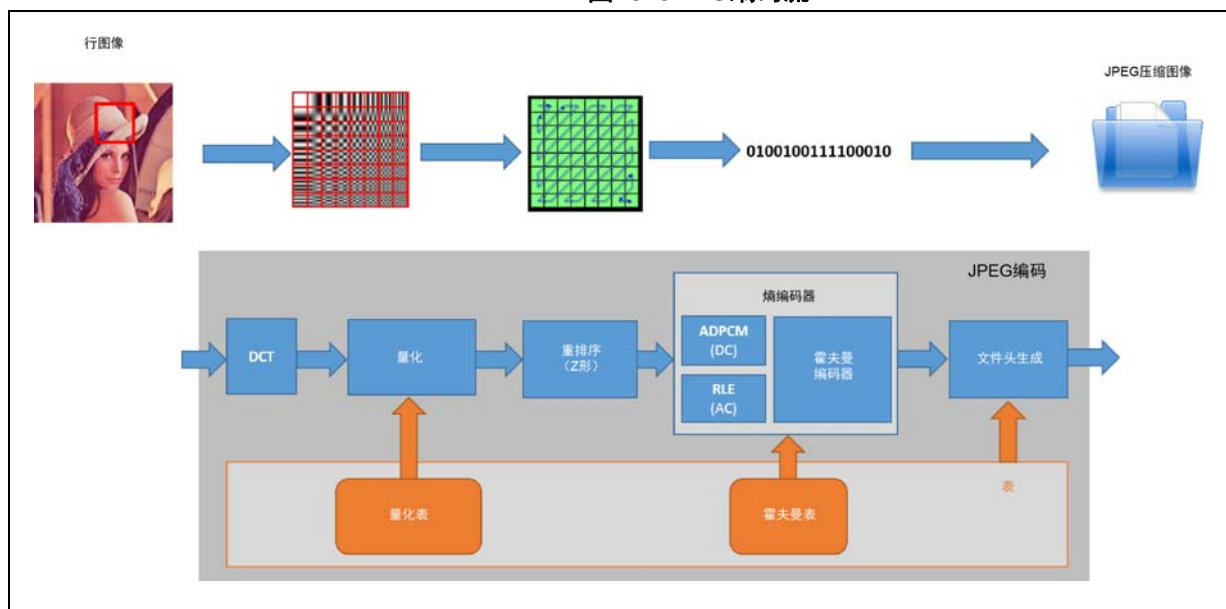 行图像
JPEG压缩图像
0100100111100010
JPEG编码
熵编码器
DCT
量化
重排序
（Z形）
ADPCM
(DC)
RLE
(AC)
霍夫曼
编码器
文件头生成
表
量化表
霍夫曼表